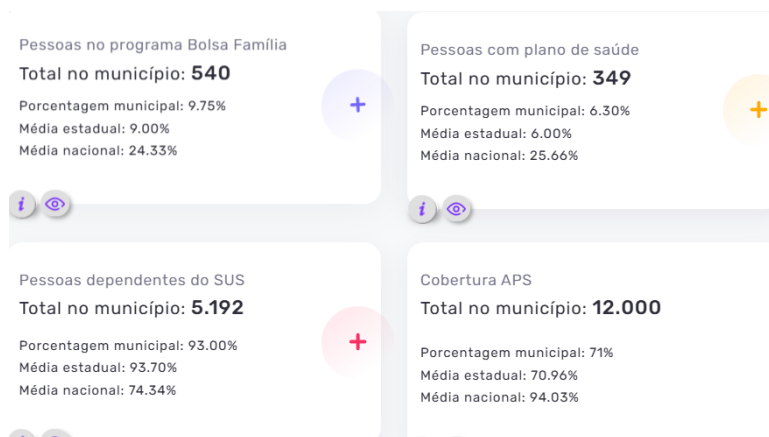 Pessoas no programa Bolsa Família
Total no município: 540
Porcentagem municipal: 9.75%
Média estadual: 9.00%
Média nacional: 24.33%
+
i
Pessoas com plano de saúde
Total no município: 349
Porcentagem municipal: 6.30%
Média estadual: 6.00%
Média nacional: 25.66%
+
i
Pessoas dependentes do SUS
Total no município: 5.192
Porcentagem municipal: 93.00%
Média estadual: 93.70%
Média nacional: 74.34%
+
Cobertura APS
Total no município: 12.000
Porcentagem municipal: 71%
Média estadual: 70.96%
Média nacional: 94.03%